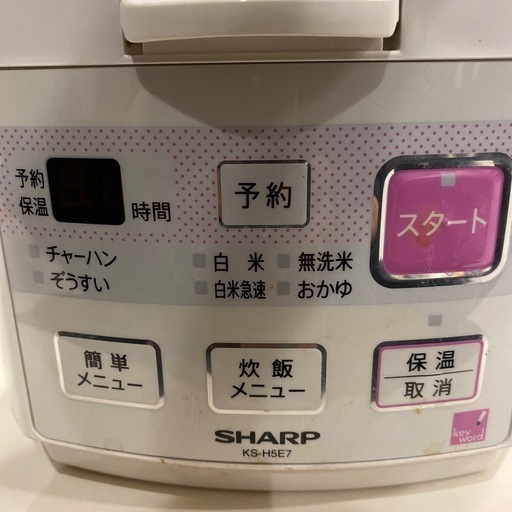 予約
保温
時間
予約
スタート
チャーハン
ぞうすい
白米
無洗米
白米急速
おかゆ
簡単
メニュー
炊飯
メニュー
保温
取消
SHARP
KS-H5E7
key
word!